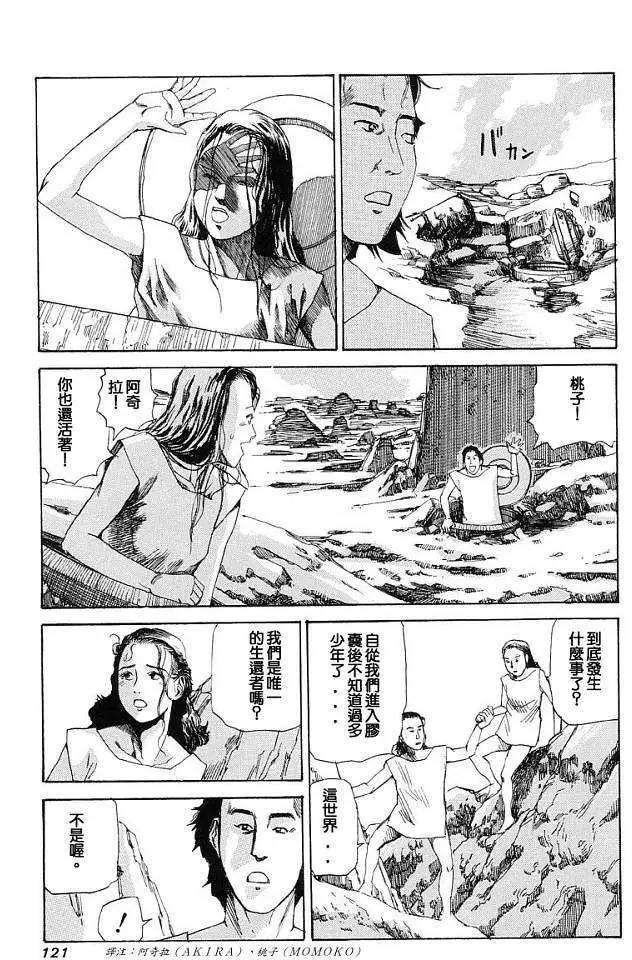 バカン
桃子！
阿奇
拉！
你也還活著！
到底發生
什麼事了？
自從我們進入膠
囊後不知道過多
少年了...
這世界..
我們是唯一
的生還者嗎？
不是喔。
！
121
譯注：阿奇拉（AKIRA）、桃子（MOMOKO）